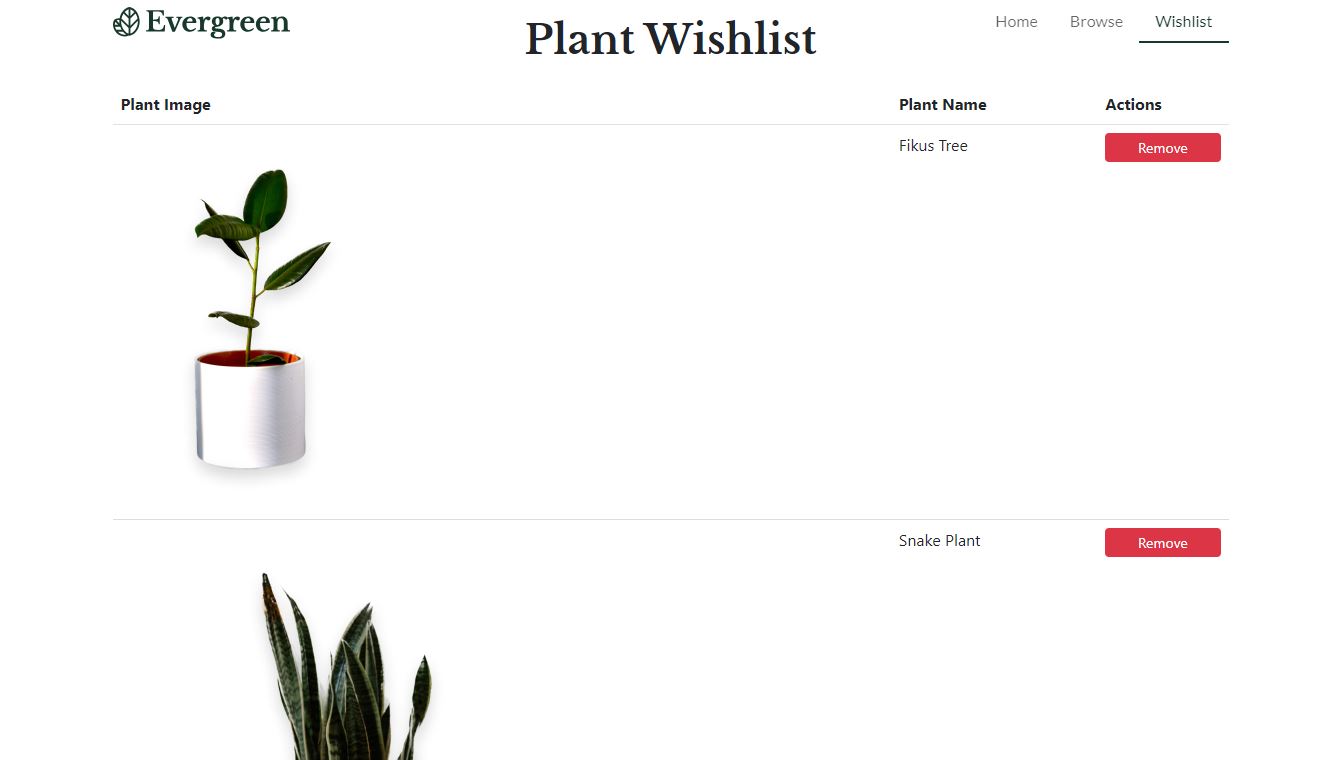 Evergreen
Plant Wishlist
Home Browse Wishlist
Plant Image Plant Name Actions
Fikus Tree Remove
Snake Plant Remove